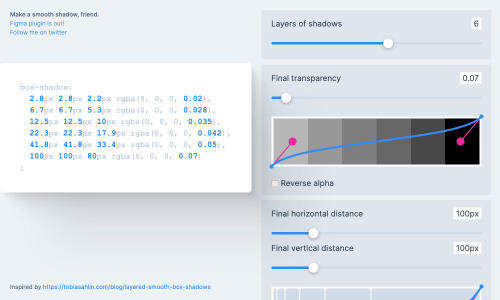 Make a smooth shadow, friend.
Figma plugin is out!
Follow me on twitter
box-shadow:
2.8px 2.8px 2.2px rgba(0, 0, 0, 0.02),
6.7px 6.7px 5.3px rgba(0, 0, 0, 0.028),
12.5px 12.5px 10px rgba(0, 0, 0, 0.035),
22.3px 22.3px 17.9px rgba(0, 0, 0, 0.042),
41.8px 41.8px 33.4px rgba(0, 0, 0, 0.05),
100px 100px 80px rgba(0, 0, 0, 0.07)
;
Inspired by https://tobiasahlin.com/blog/layered-smooth-box-shadows
Layers of shadows 6
Final transparency 0.07
Reverse alpha
Final horizontal distance 100px
Final vertical distance 100px